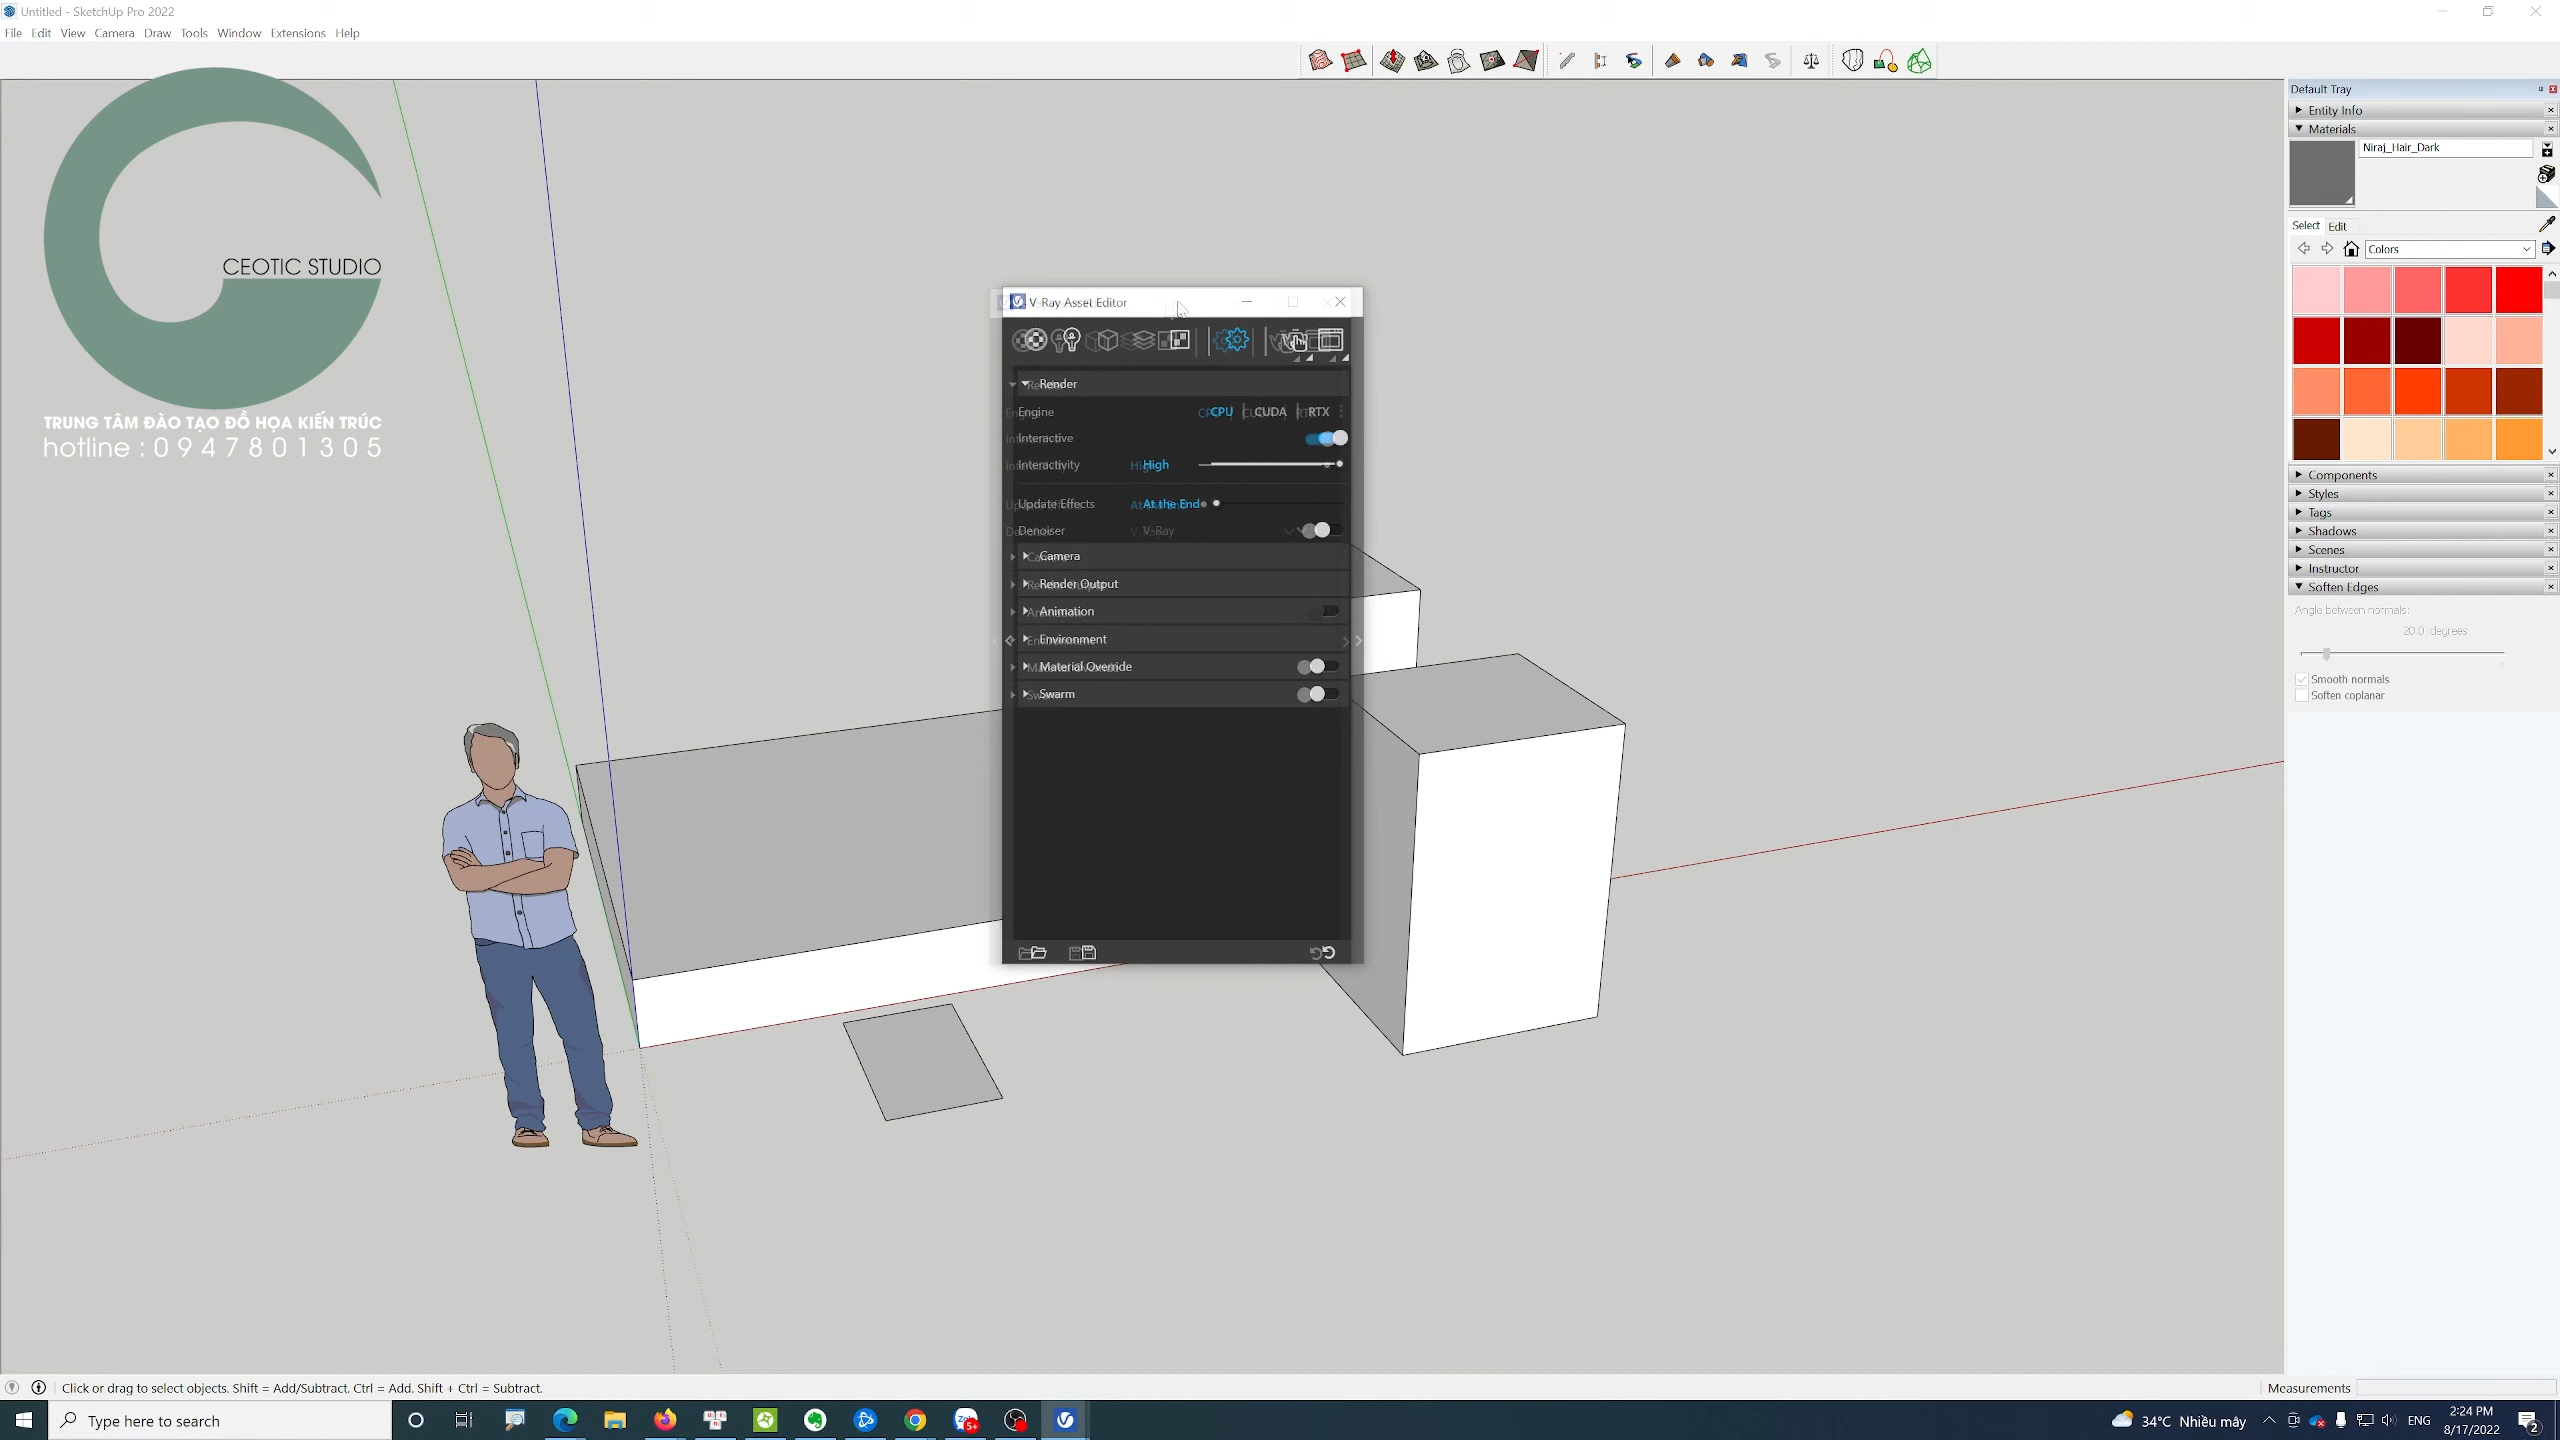 Untitled - SketchUp Pro 2022
File Edit View Camera Draw Tools Window Extensions Help
CEOTIC STUDIO
TRUNG TÂM ĐÀO TẠO ĐỒ HỌA KIẾN TRÚC
hotline : 0 9 4 7 8 0 1 3 0 5
V-Ray Asset Editor
Render
Engine CPU CUDA RTX
Interactive
Interactivity High
Update Effects At the End
Denoiser V-Ray
Camera
Render Output
Animation
Environment
Material Override
Swarm
Default Tray
Entity Info
Materials
Niraj_Hair_Dark
Select Edit
Colors
Components
Styles
Tags
Shadows
Scenes
Instructor
Soften Edges
Angle between normals:
20.0 degrees
Smooth normals
Soften coplanar
Click or drag to select objects. Shift = Add/Subtract. Ctrl = Add. Shift + Ctrl = Subtract.
Measurements
Type here to search
34°C Nhiều mây
ENG
2:24 PM
8/17/2022
2